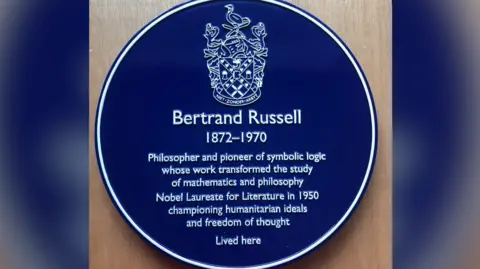 Bertrand Russell
1872–1970
Philosopher and pioneer of symbolic logic
whose work transformed the study
of mathematics and philosophy
Nobel Laureate for Literature in 1950
championing humanitarian ideals
and freedom of thought
Lived here